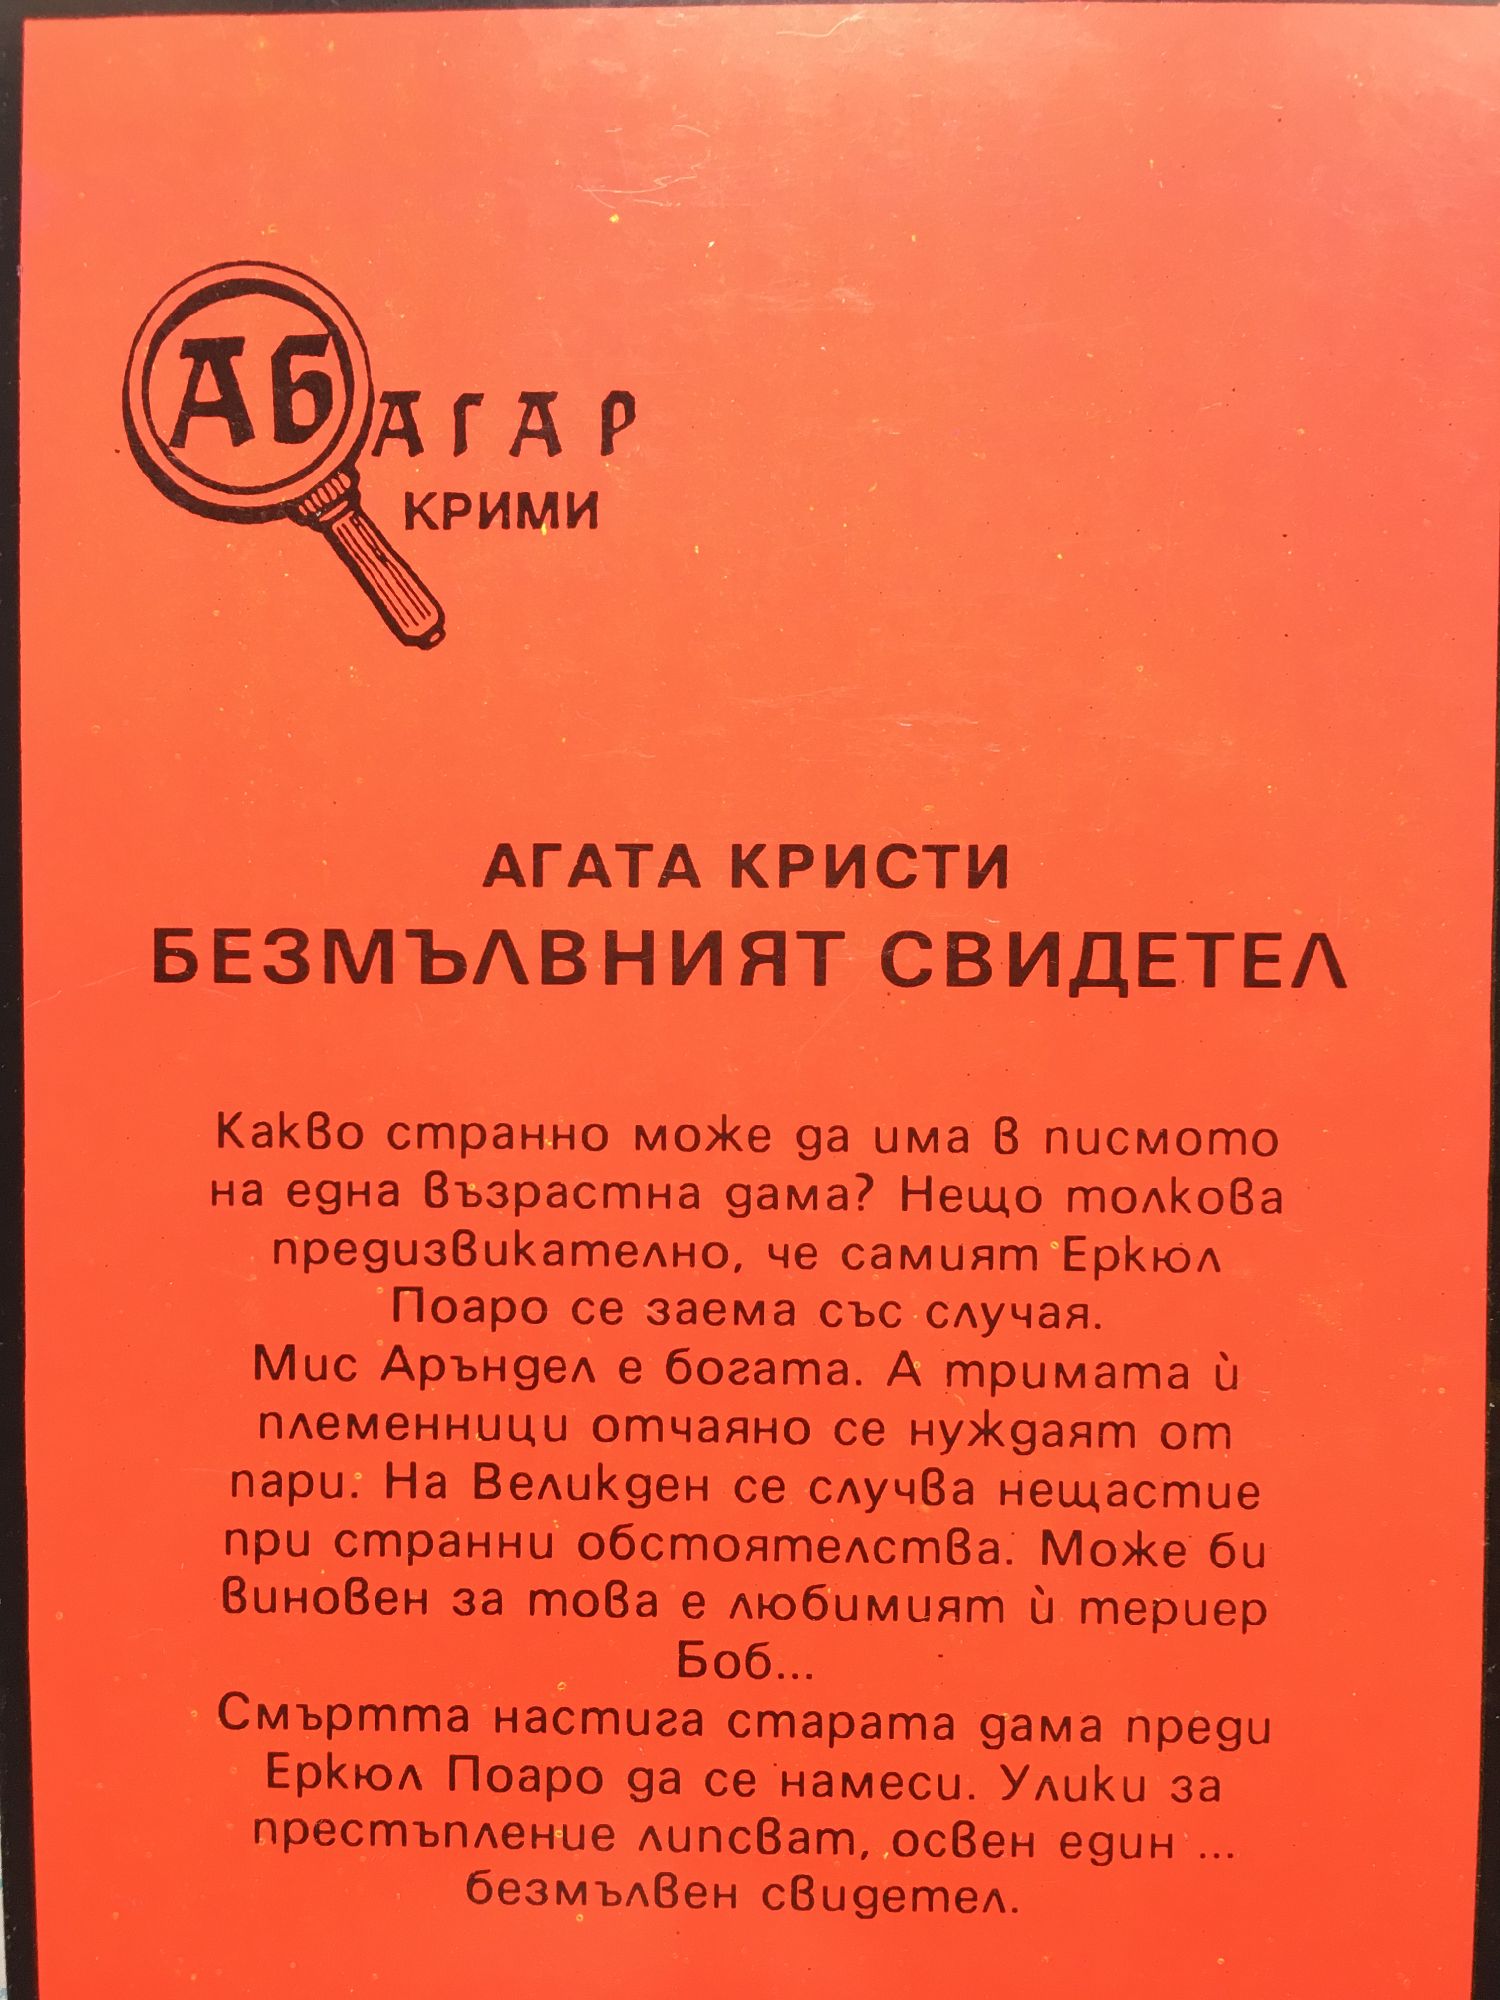 АБАГАР
КРИМИ
АГАТА КРИСТИ
БЕЗМЪЛВНИЯТ СВИДЕТЕЛ
Какво странно може да има в писмото
на една възрастна дама? Нещо толкова
предизвикателно, че самият Еркюл
Поаро се заема със случая.
Мис Аръндел е богата. А тримата ѝ
племенници отчаяно се нуждаят от
пари. На Великден се случва нещастие
при странни обстоятелства. Може би
виновен за това е любимият ѝ териер
Боб...
Смъртта настига старата дама преди
Еркюл Поаро да се намеси. Улики за
престъпление липсват, освен един ...
безмълвен свидетел.